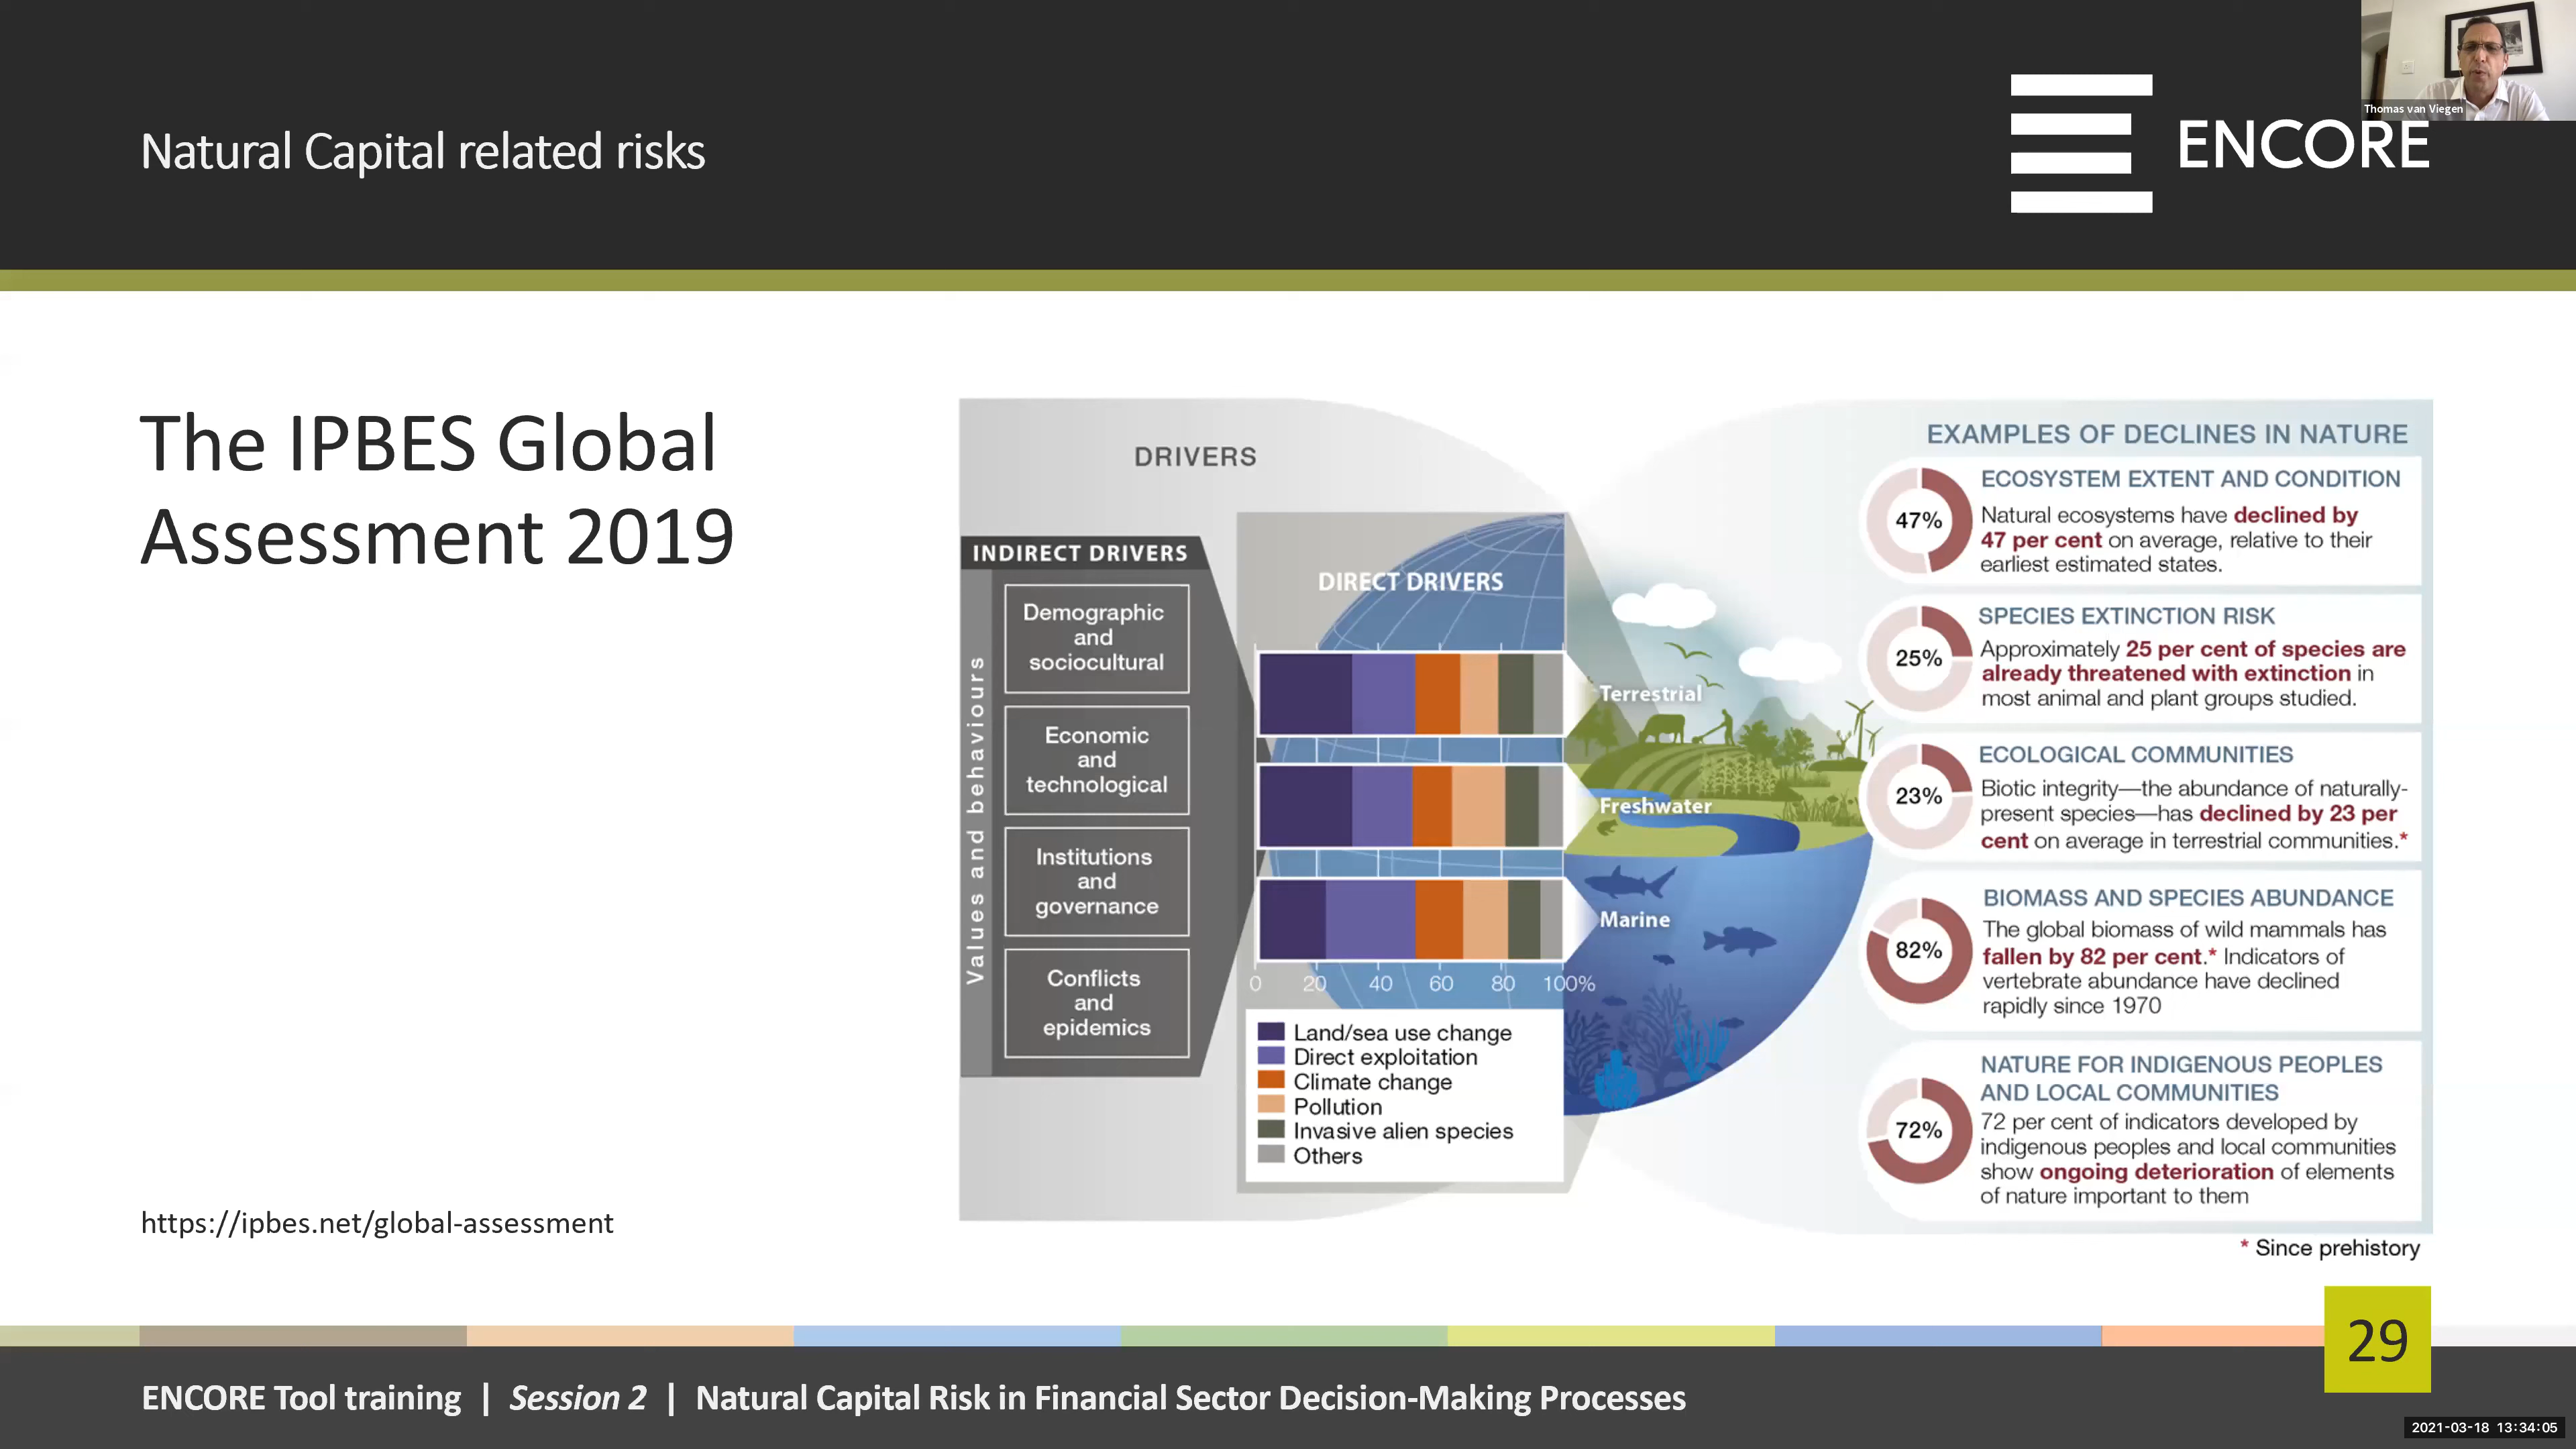 Natural Capital related risks
ENCORE
Thomas van Viegen
The IPBES Global
Assessment 2019
https://ipbes.net/global-assessment
DRIVERS
INDIRECT DRIVERS
Values and behaviours
Demographic
and
sociocultural
Economic
and
technological
Institutions
and
governance
Conflicts
and
epidemics
DIRECT DRIVERS
Terrestrial
Freshwater
Marine
0 20 40 60 80 100%
Land/sea use change
Direct exploitation
Climate change
Pollution
Invasive alien species
Others
EXAMPLES OF DECLINES IN NATURE
47%
ECOSYSTEM EXTENT AND CONDITION
Natural ecosystems have declined by
47 per cent on average, relative to their
earliest estimated states.
25%
SPECIES EXTINCTION RISK
Approximately 25 per cent of species are
already threatened with extinction in
most animal and plant groups studied.
23%
ECOLOGICAL COMMUNITIES
Biotic integrity—the abundance of naturally-
present species—has declined by 23 per
cent on average in terrestrial communities.*
82%
BIOMASS AND SPECIES ABUNDANCE
The global biomass of wild mammals has
fallen by 82 per cent.* Indicators of
vertebrate abundance have declined
rapidly since 1970
72%
NATURE FOR INDIGENOUS PEOPLES
AND LOCAL COMMUNITIES
72 per cent of indicators developed by
indigenous peoples and local communities
show ongoing deterioration of elements
of nature important to them
* Since prehistory
29
ENCORE Tool training | Session 2 | Natural Capital Risk in Financial Sector Decision-Making Processes
2021-03-18 13:34:05